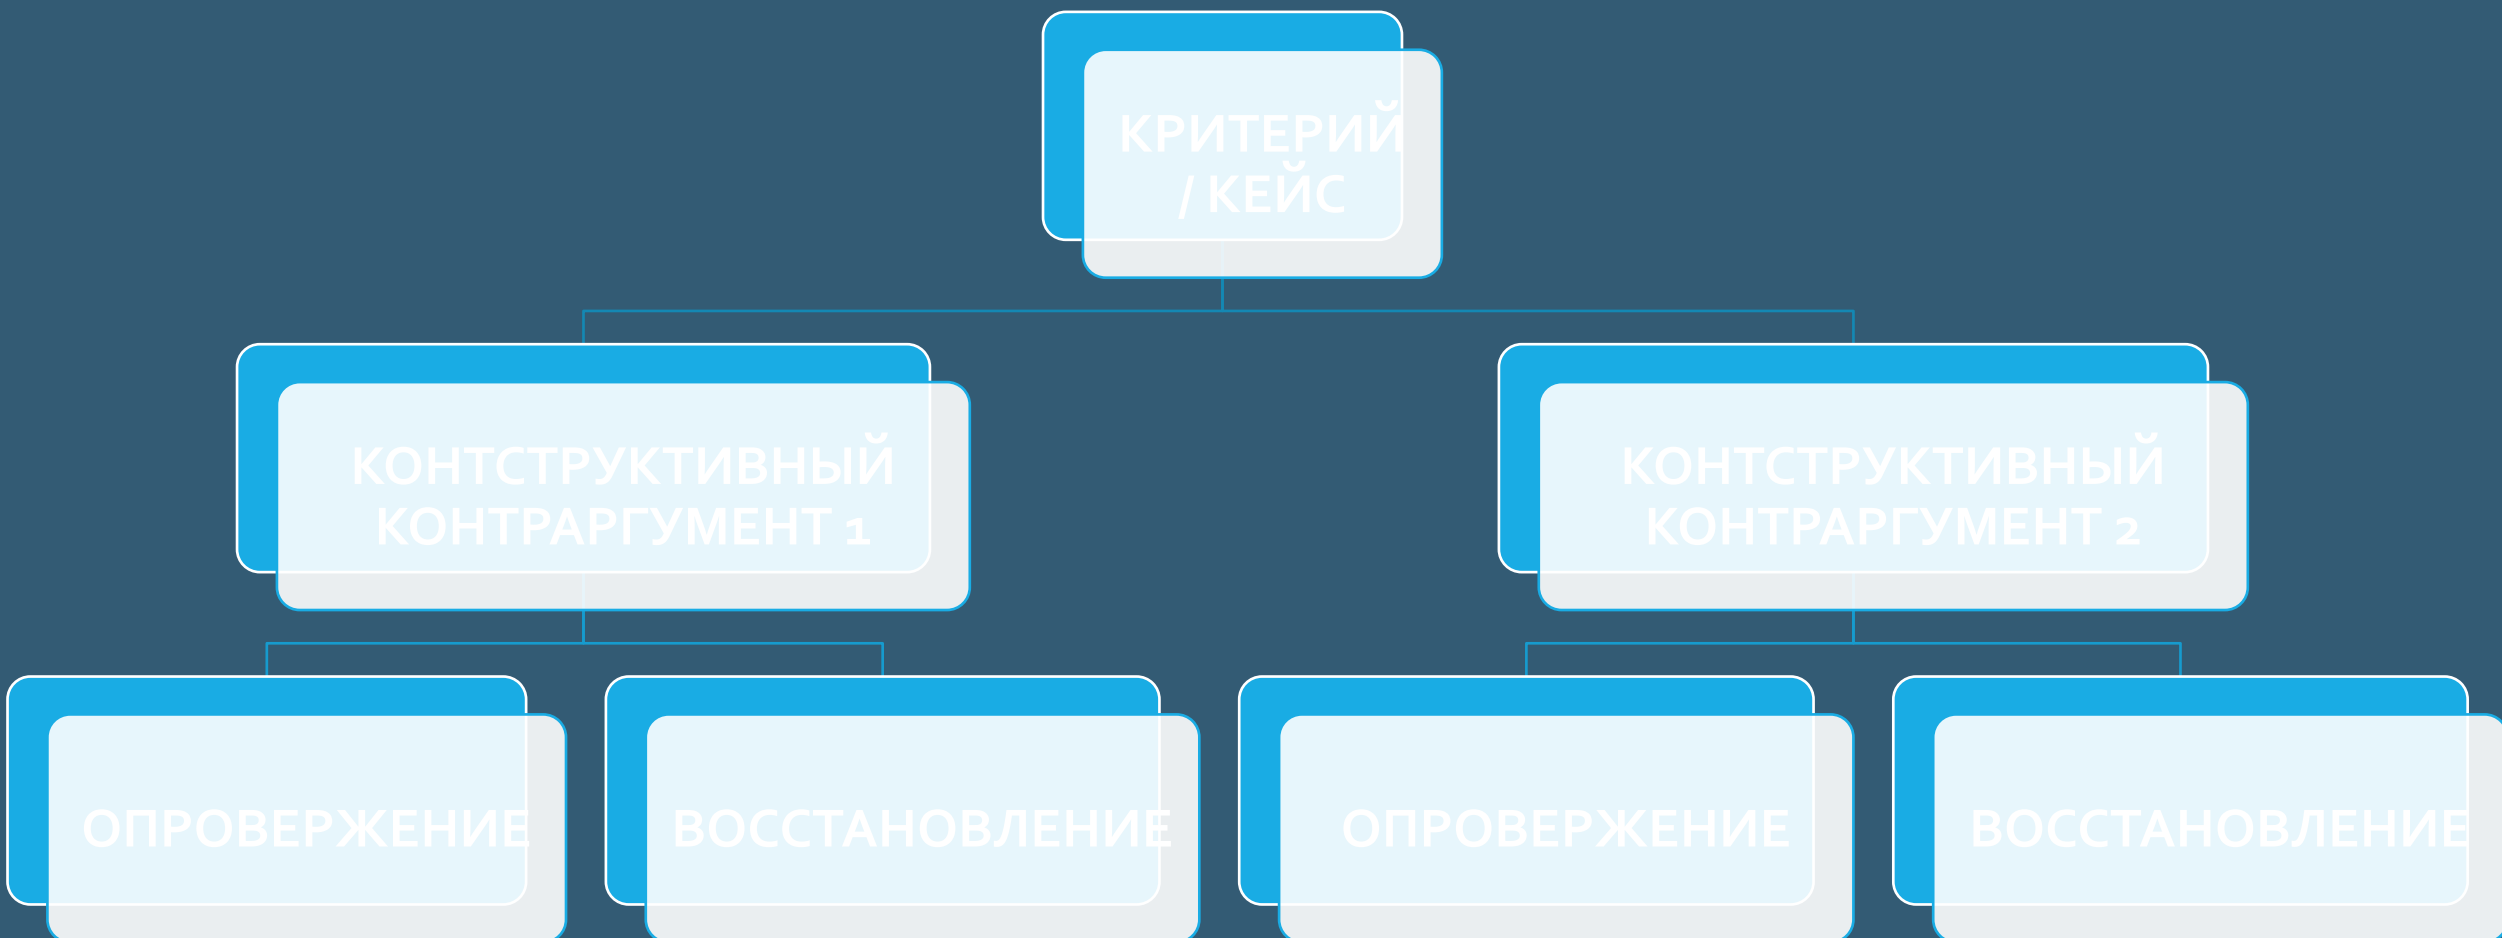 КРИТЕРИЙ
/ КЕЙС
КОНТСТРУКТИВНЫЙ
КОНТРАРГУМЕНТ 1
КОНТСТРУКТИВНЫЙ
КОНТРАРГУМЕНТ 2
ОПРОВЕРЖЕНИЕ
ВОССТАНОВЛЕНИЕ
ОПРОВЕРЖЕНИЕ
ВОССТАНОВЛЕНИЕ